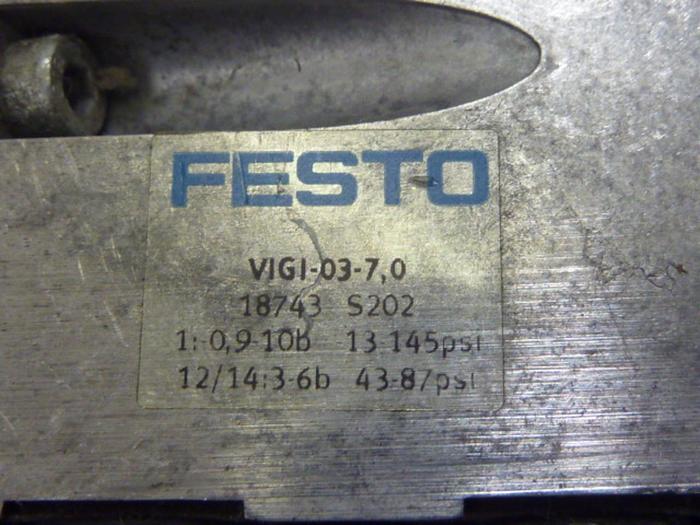 FESTO
VIGI-03-7,0
18743 S202
1:-0,9-10b 13 145psi
12/14:3-6b 43-87psi